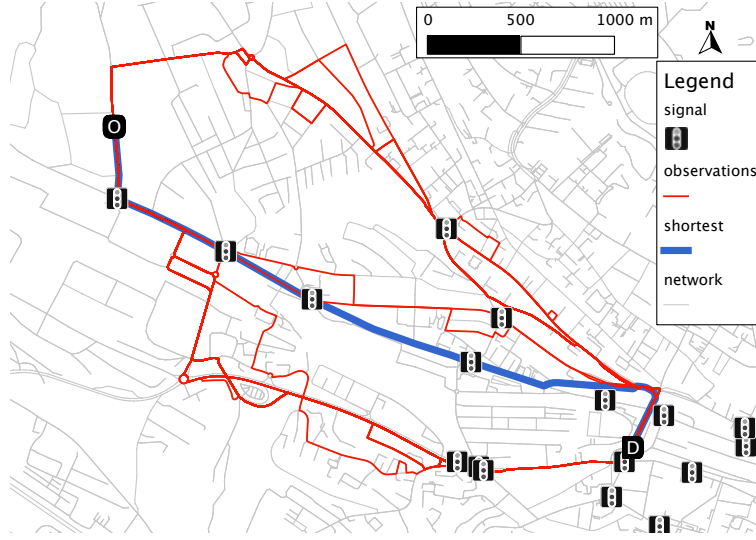 0 500 1000 m
N
Legend
signal
observations
shortest
network
O
D